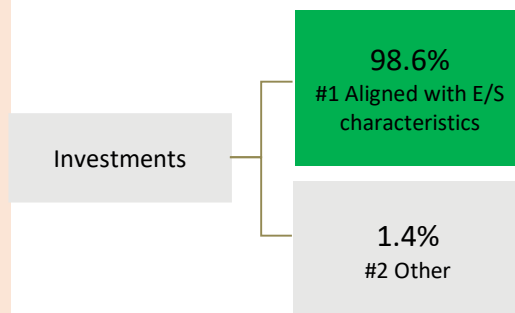 98.6%
#1 Aligned with E/S
characteristics
Investments
1.4%
#2 Other